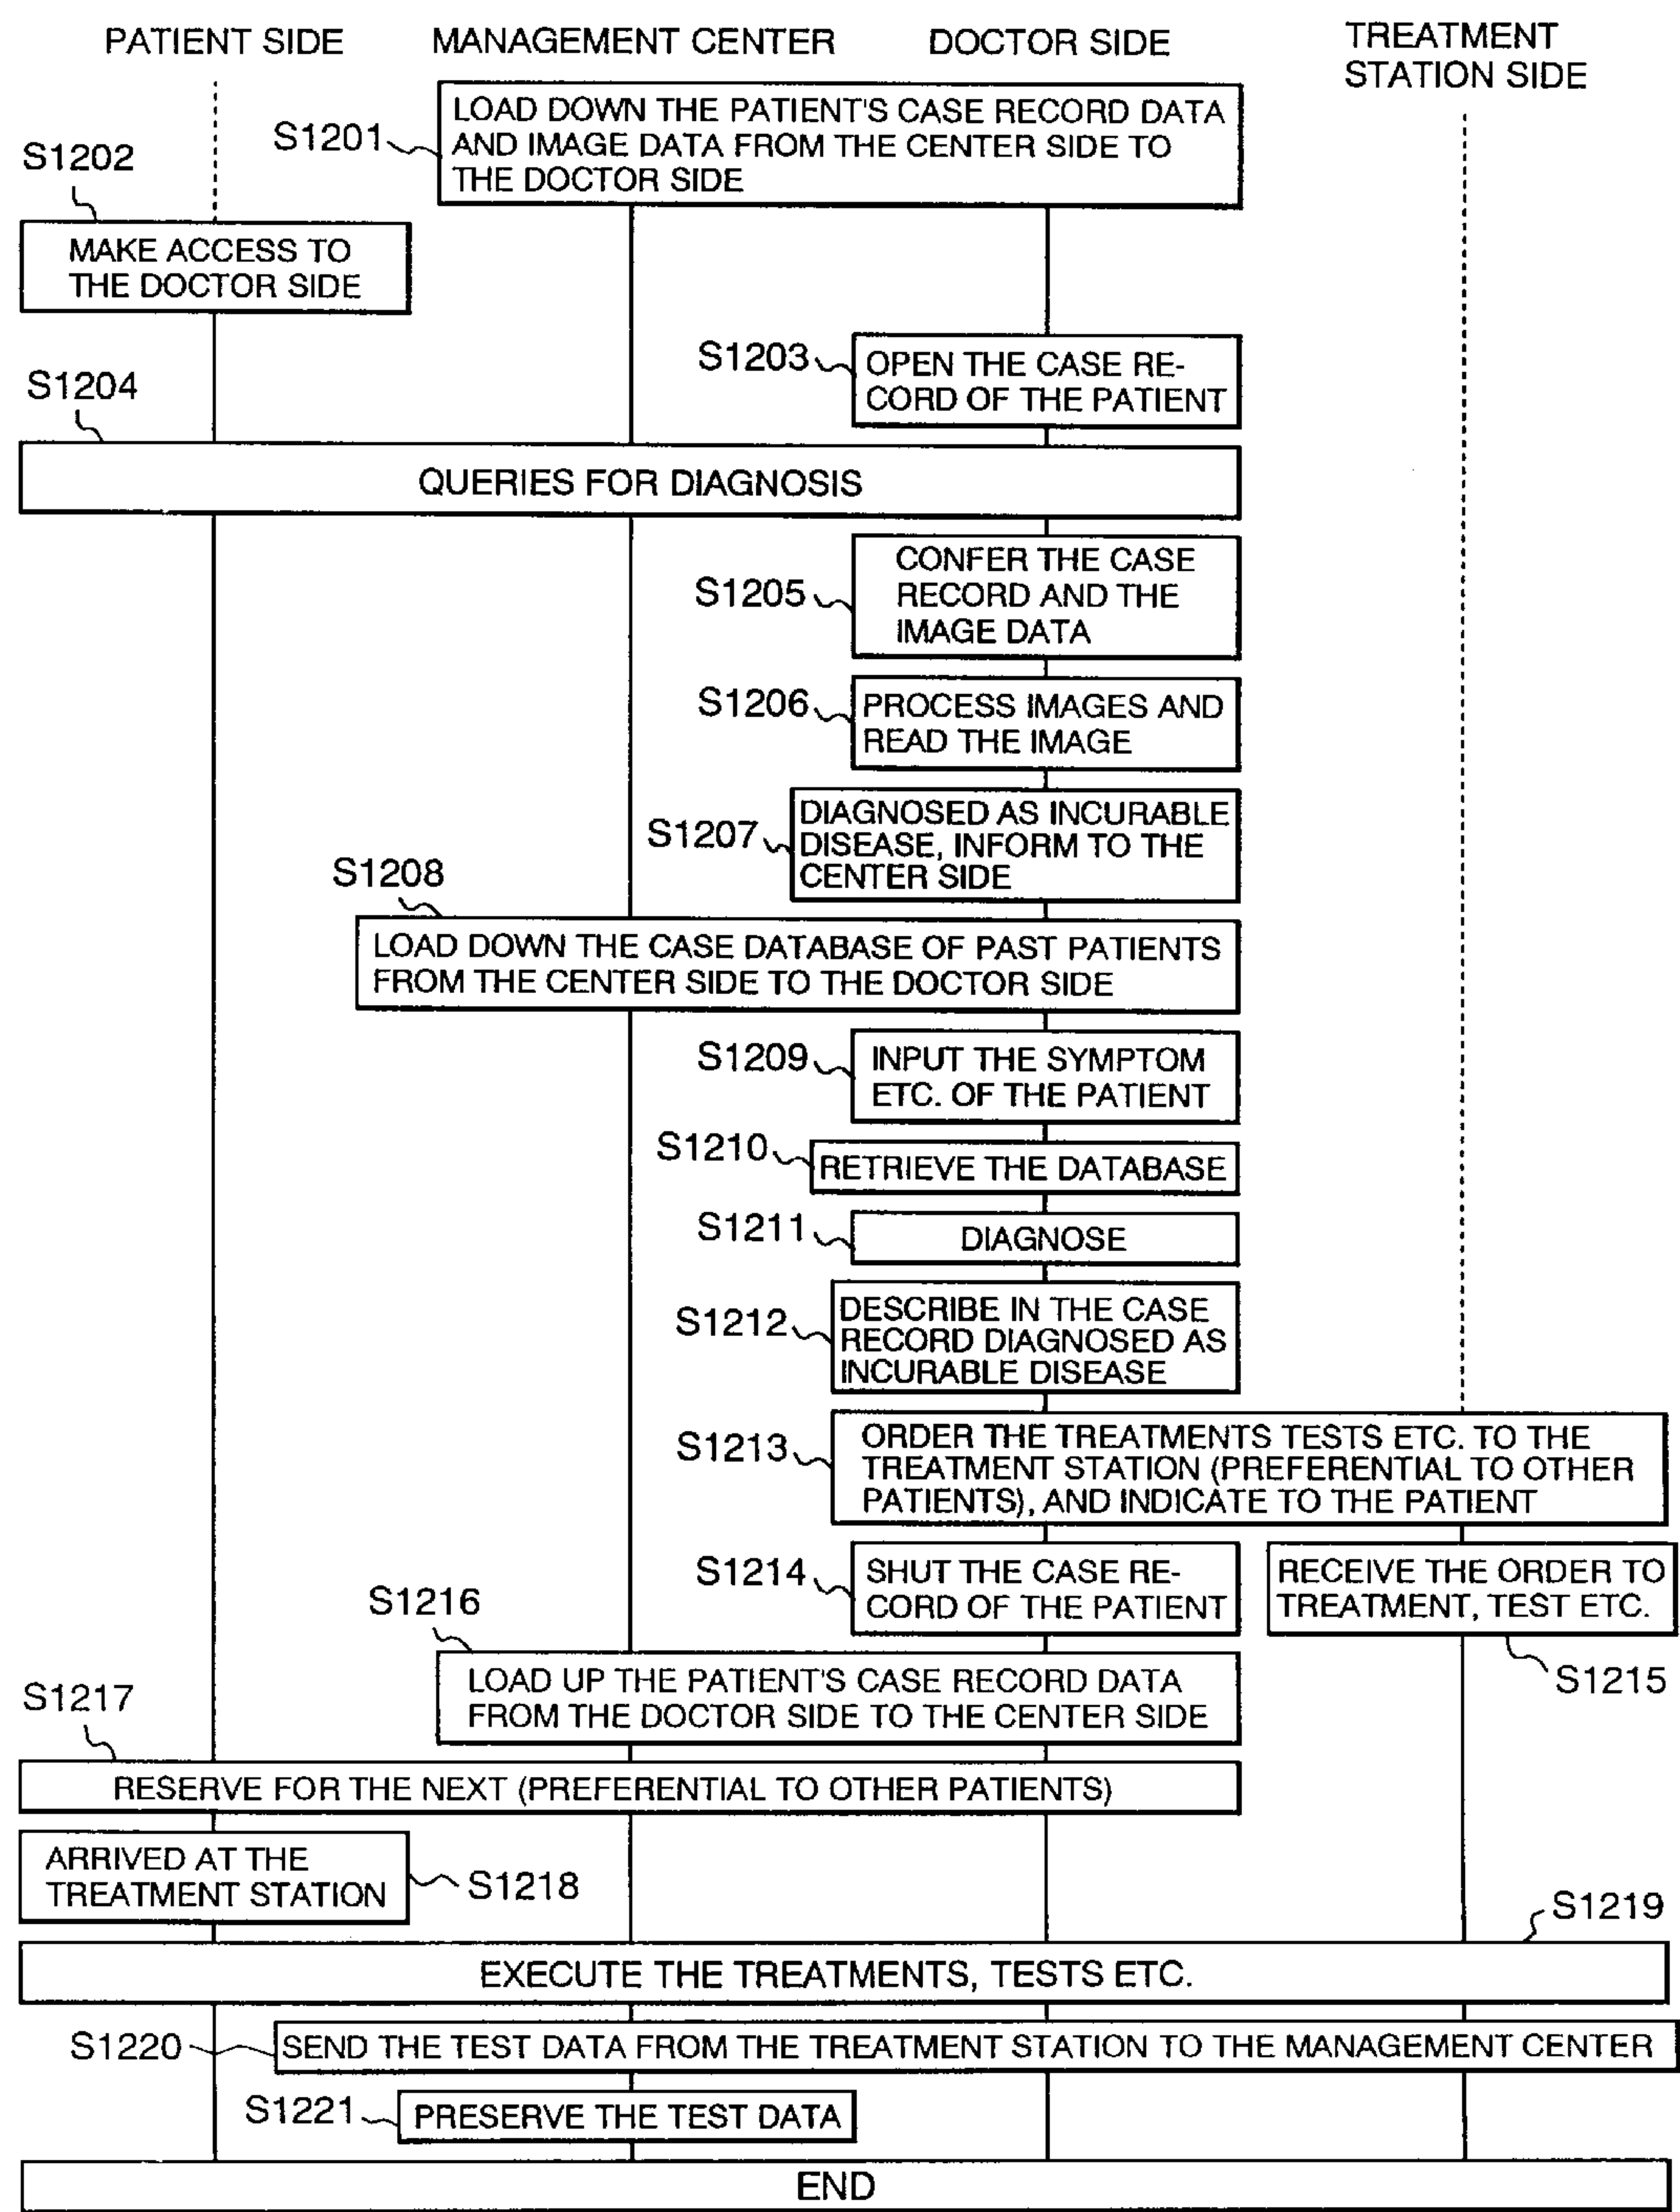 PATIENT SIDE
MANAGEMENT CENTER
DOCTOR SIDE
TREATMENT
STATION SIDE
S1201
LOAD DOWN THE PATIENT'S CASE RECORD DATA
AND IMAGE DATA FROM THE CENTER SIDE TO
THE DOCTOR SIDE
S1202
MAKE ACCESS TO
THE DOCTOR SIDE
S1203
OPEN THE CASE RE-
CORD OF THE PATIENT
S1204
QUERIES FOR DIAGNOSIS
S1205
CONFER THE CASE
RECORD AND THE
IMAGE DATA
S1206
PROCESS IMAGES AND
READ THE IMAGE
S1207
DIAGNOSED AS INCURABLE
DISEASE, INFORM TO THE
CENTER SIDE
S1208
LOAD DOWN THE CASE DATABASE OF PAST PATIENTS
FROM THE CENTER SIDE TO THE DOCTOR SIDE
S1209
INPUT THE SYMPTOM
ETC. OF THE PATIENT
S1210
RETRIEVE THE DATABASE
S1211
DIAGNOSE
S1212
DESCRIBE IN THE CASE
RECORD DIAGNOSED AS
INCURABLE DISEASE
S1213
ORDER THE TREATMENTS TESTS ETC. TO THE
TREATMENT STATION (PREFERENTIAL TO OTHER
PATIENTS), AND INDICATE TO THE PATIENT
S1214
SHUT THE CASE RE-
CORD OF THE PATIENT
RECEIVE THE ORDER TO
TREATMENT, TEST ETC.
S1215
S1216
LOAD UP THE PATIENT'S CASE RECORD DATA
FROM THE DOCTOR SIDE TO THE CENTER SIDE
S1217
RESERVE FOR THE NEXT (PREFERENTIAL TO OTHER PATIENTS)
ARRIVED AT THE
TREATMENT STATION
S1218
S1219
EXECUTE THE TREATMENTS, TESTS ETC.
S1220
SEND THE TEST DATA FROM THE TREATMENT STATION TO THE MANAGEMENT CENTER
S1221
PRESERVE THE TEST DATA
END